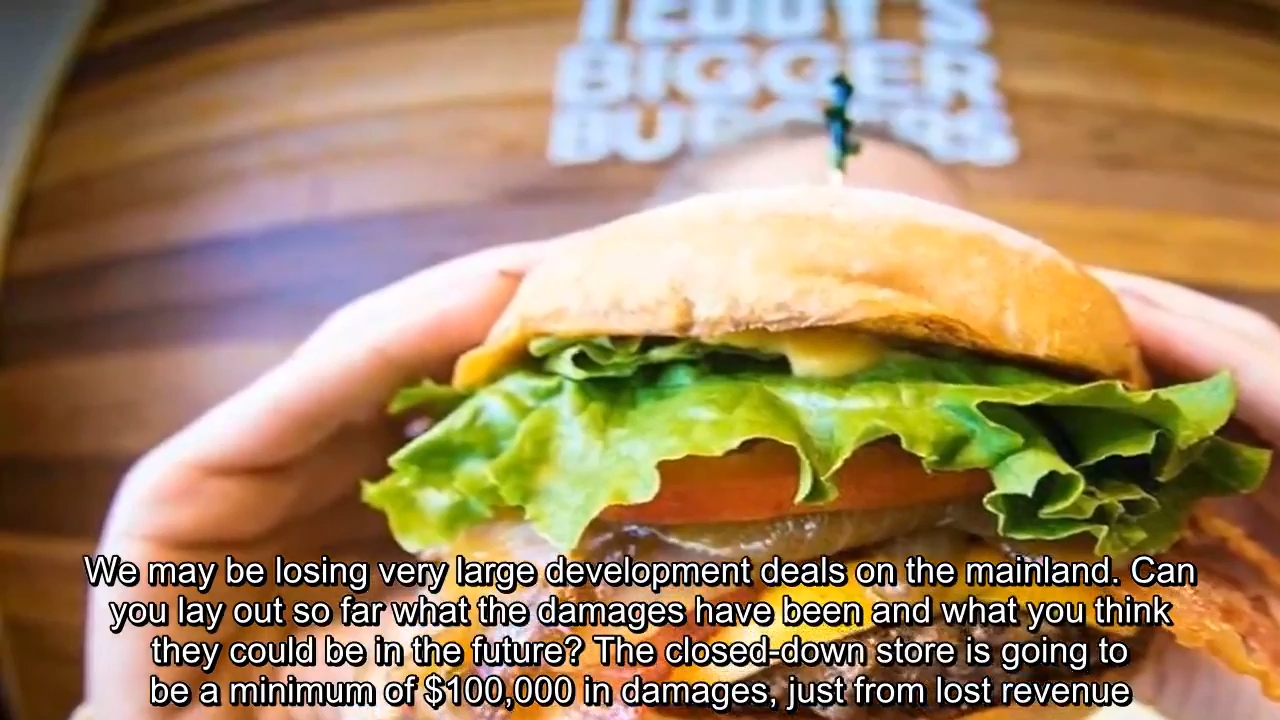 TEDDY'S
BIGGER
BURGERS
We may be losing very large development deals on the mainland. Can
you lay out so far what the damages have been and what you think
they could be in the future? The closed-down store is going to
be a minimum of $100,000 in damages, just from lost revenue